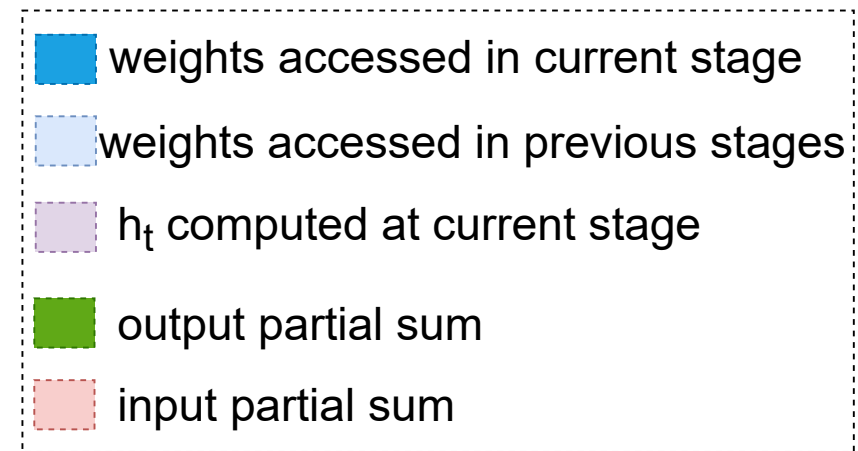 weights accessed in current stage
weights accessed in previous stages
ht computed at current stage
output partial sum
input partial sum